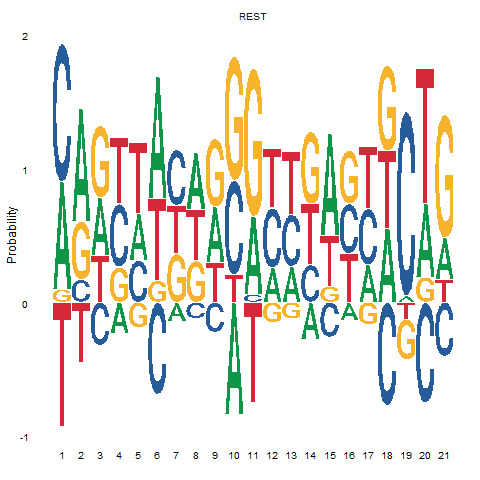 REST
2
1
0
-1
Probability
C A G T T A C A G G G T T G A G T G C T G
A G A C A T T T A C A C C T T C C T A A A
G C T G C G G G T T C A A C G T A A T G T
T T C A G C A C C A T G G A C A G C G C C
1 2 3 4 5 6 7 8 9 10 11 12 13 14 15 16 17 18 19 20 21